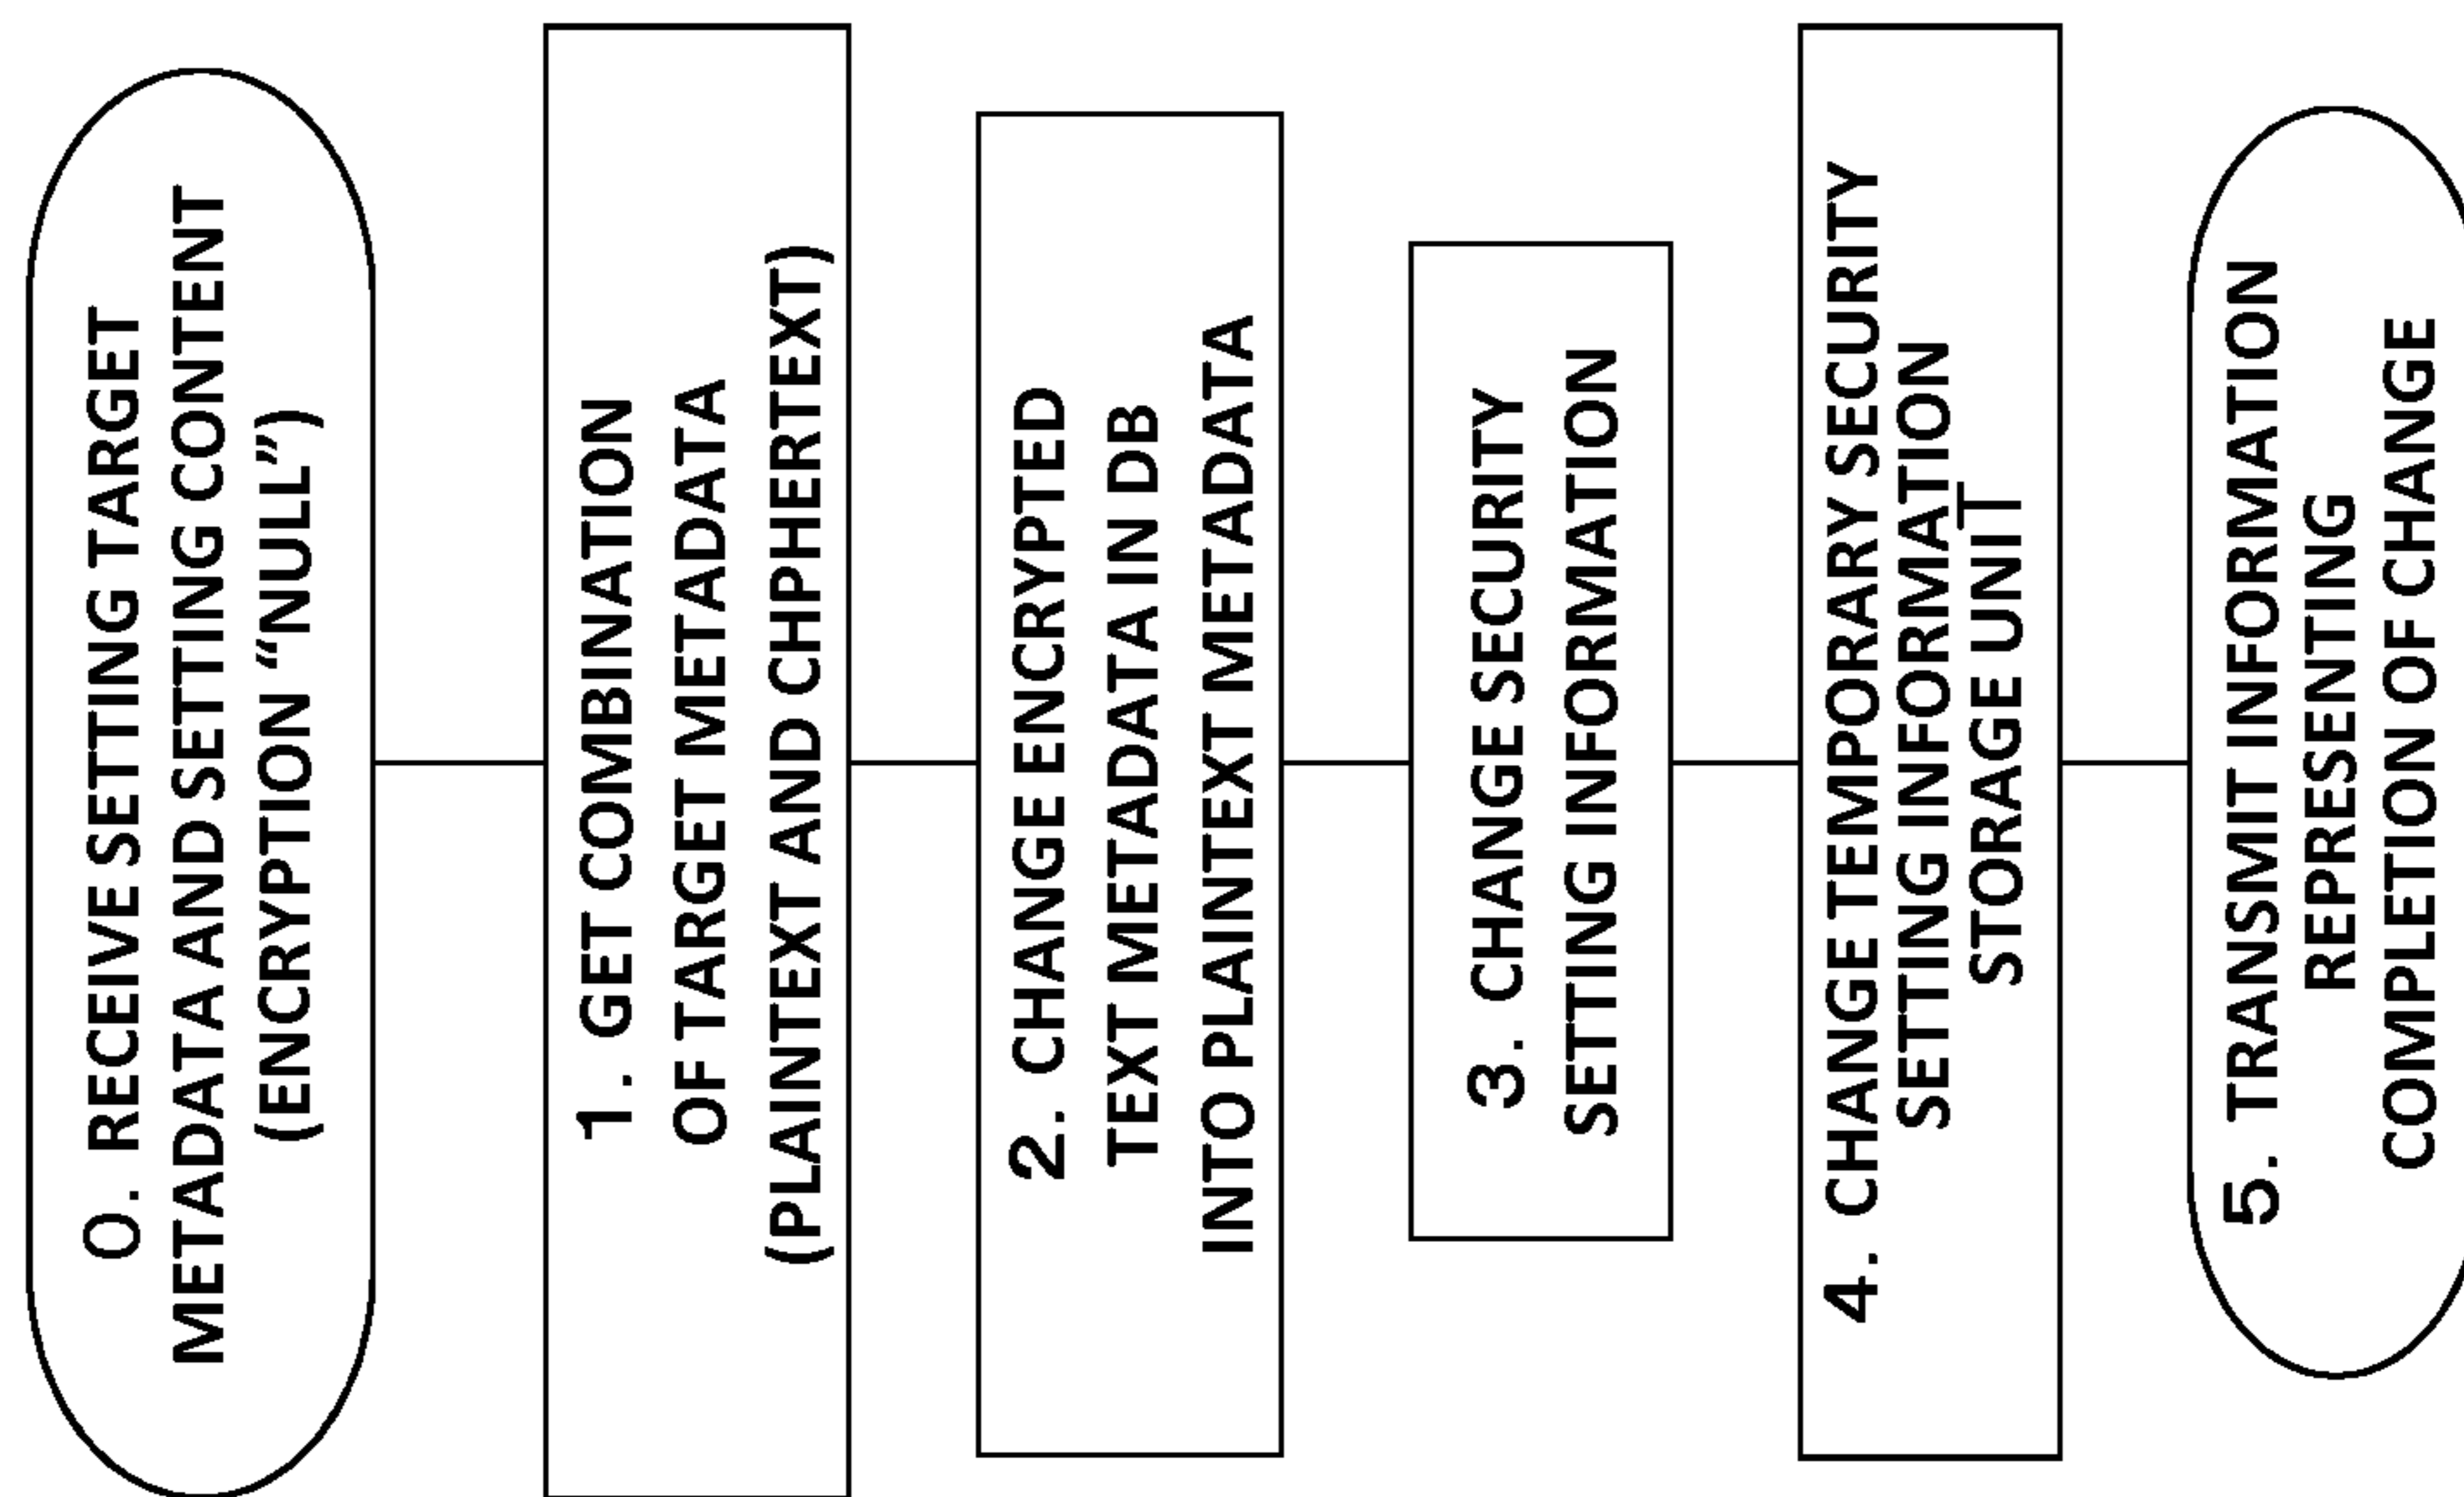 0. RECEIVE SETTING TARGET
METADATA AND SETTING CONTENT
(ENCRYPTION “NULL”)
1. GET COMBINATION
OF TARGET METADATA
(PLAINTEXT AND CHPHERTEXT)
2. CHANGE ENCRYPTED
TEXT METADATA IN DB
INTO PLAINTEXT METADATA
3. CHANGE SECURITY
SETTING INFORMATION
4. CHANGE TEMPORARY SECURITY
SETTING INFORMATION
STORAGE UNIT
5. TRANSMIT INFORMATION
REPRESENTING
COMPLETION OF CHANGE